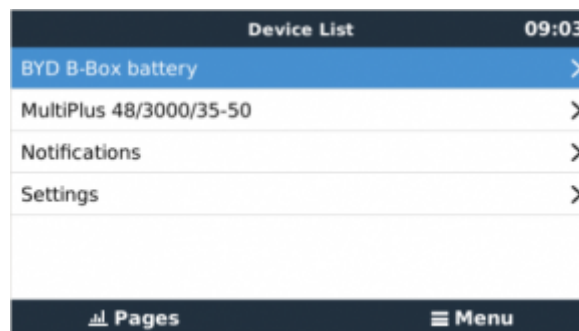 Device List 09:03
BYD B-Box battery
MultiPlus 48/3000/35-50
Notifications
Settings
Pages Menu